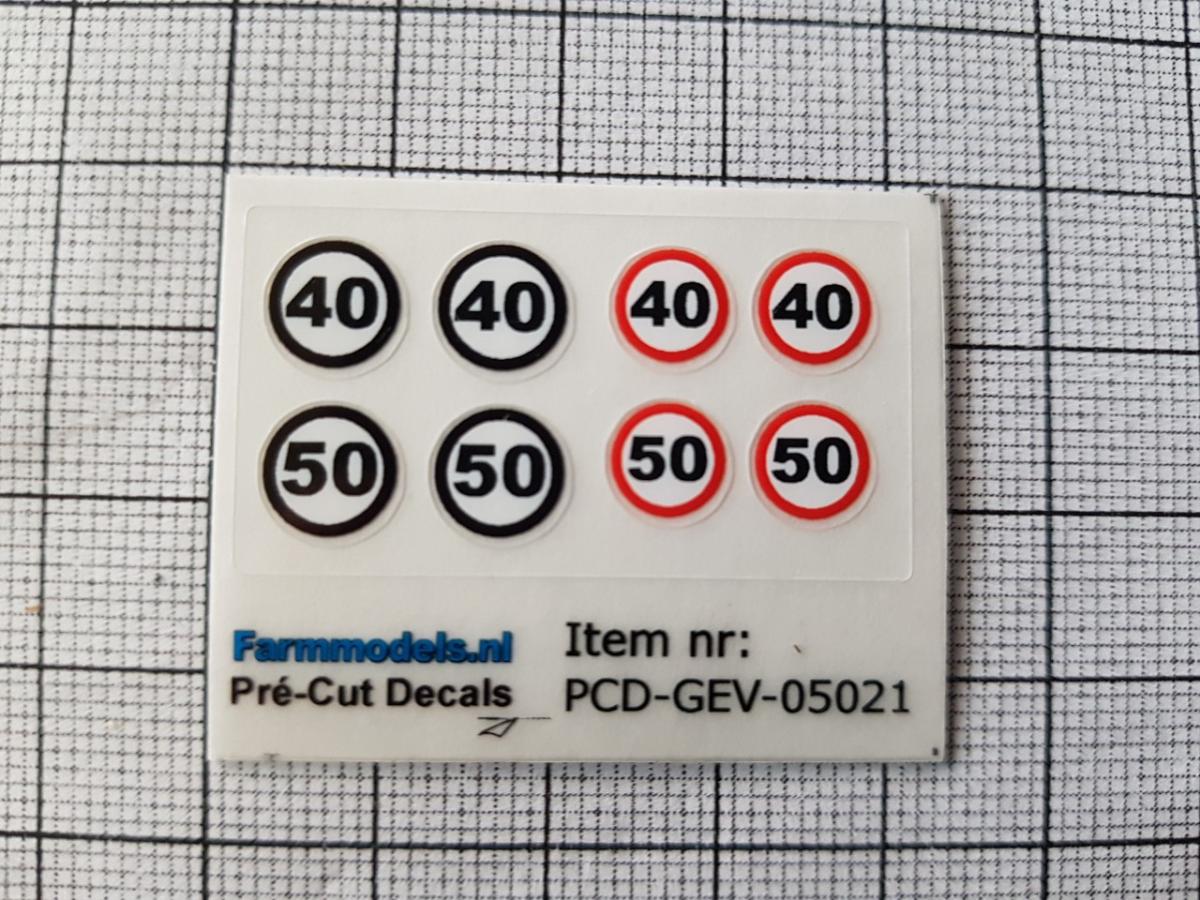 40 40 40 40
50 50 50 50
Farmmodels.nl
Pré-Cut Decals
Item nr:
PCD-GEV-05021